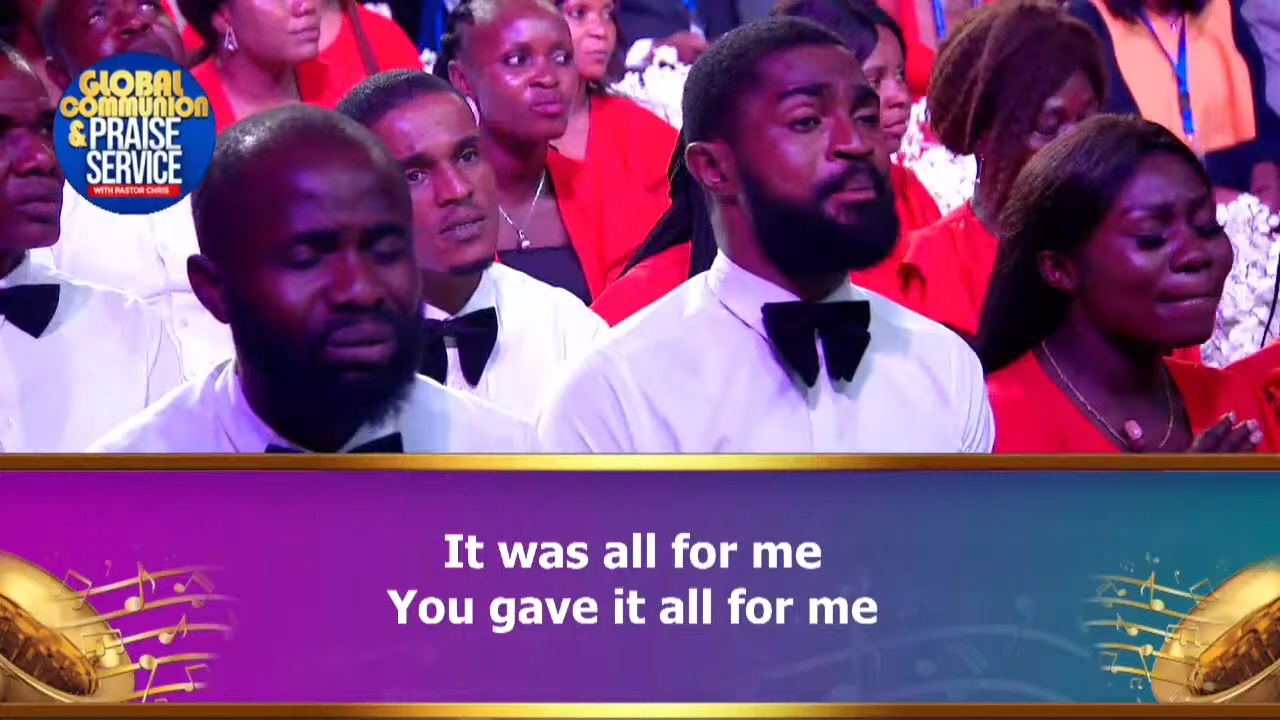 GLOBAL
COMMUNION
& PRAISE
SERVICE
WITH PASTOR CHRIS
It was all for me
You gave it all for me